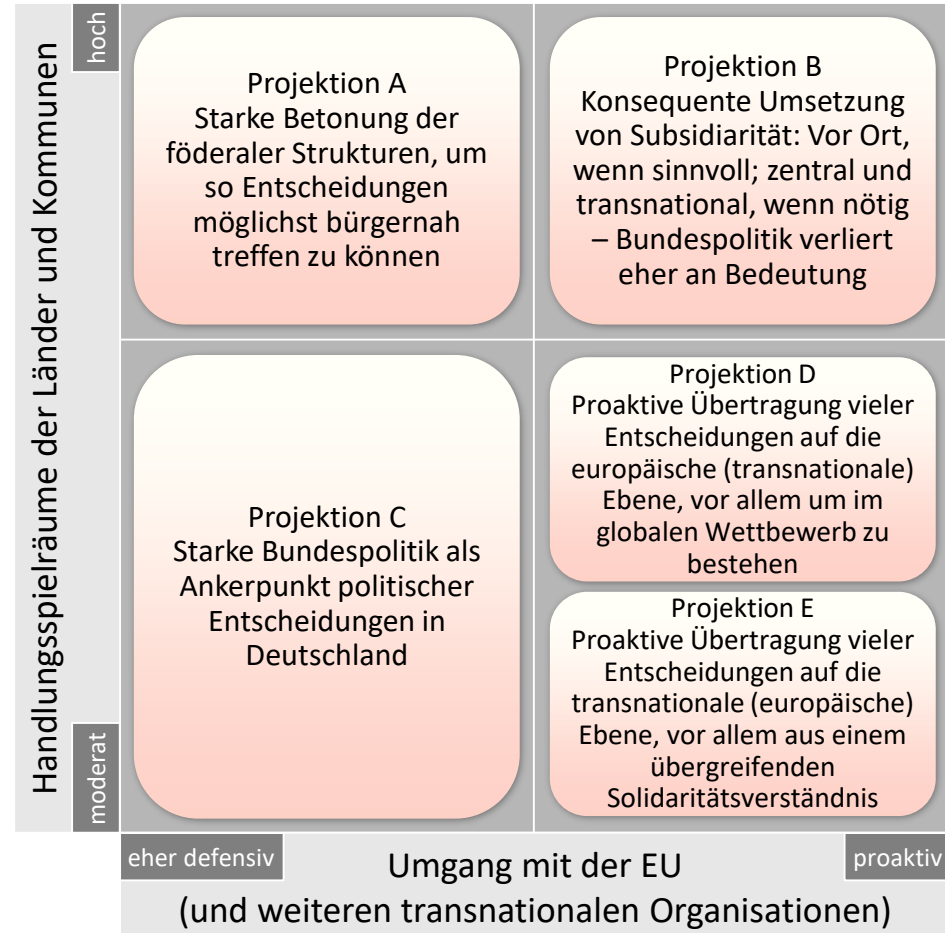 Handlungsspielräume der Länder und Kommunen
hoch
moderat
Projektion A
Starke Betonung der
föderaler Strukturen, um
so Entscheidungen
möglichst bürgernah
treffen zu können
Projektion B
Konsequente Umsetzung
von Subsidiarität: Vor Ort,
wenn sinnvoll; zentral und
transnational, wenn nötig
– Bundespolitik verliert
eher an Bedeutung
Projektion C
Starke Bundespolitik als
Ankerpunkt politischer
Entscheidungen in
Deutschland
Projektion D
Proaktive Übertragung vieler
Entscheidungen auf die
europäische (transnationale)
Ebene, vor allem um im
globalen Wettbewerb zu
bestehen
Projektion E
Proaktive Übertragung vieler
Entscheidungen auf die
transnationale (europäische)
Ebene, vor allem aus einem
übergreifenden
Solidaritätsverständnis
eher defensiv
Umgang mit der EU
proaktiv
(und weiteren transnationalen Organisationen)